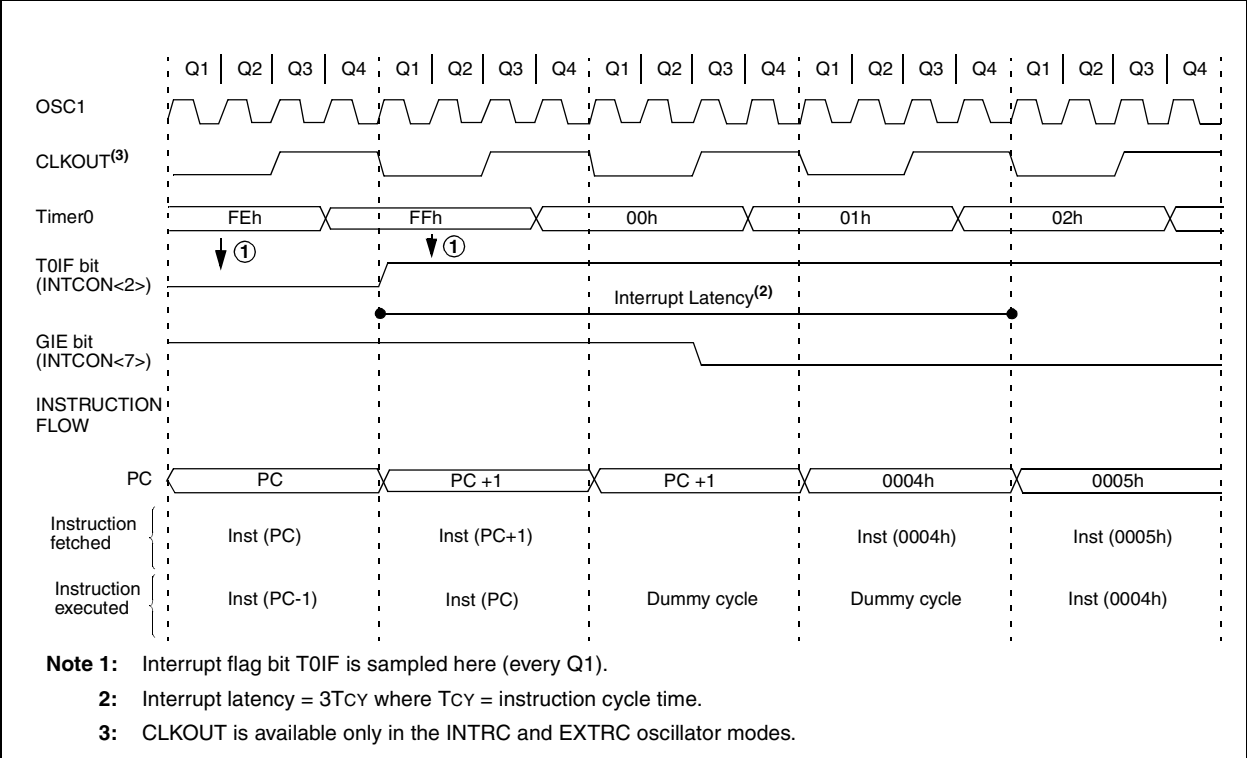 Q1 Q2 Q3 Q4 Q1 Q2 Q3 Q4 Q1 Q2 Q3 Q4 Q1 Q2 Q3 Q4 Q1 Q2 Q3 Q4
OSC1
CLKOUT(3)
Timer0 FEh FFh 00h 01h 02h
1 1
T0IF bit
(INTCON<2>)
Interrupt Latency(2)
GIE bit
(INTCON<7>)
INSTRUCTION
FLOW
PC PC PC +1 PC +1 0004h 0005h
Instruction
fetched
Inst (PC) Inst (PC+1) Inst (0004h) Inst (0005h)
Instruction
executed
Inst (PC-1) Inst (PC) Dummy cycle Dummy cycle Inst (0004h)
Note 1: Interrupt flag bit T0IF is sampled here (every Q1).
2: Interrupt latency = 3TCY where TCY = instruction cycle time.
3: CLKOUT is available only in the INTRC and EXTRC oscillator modes.